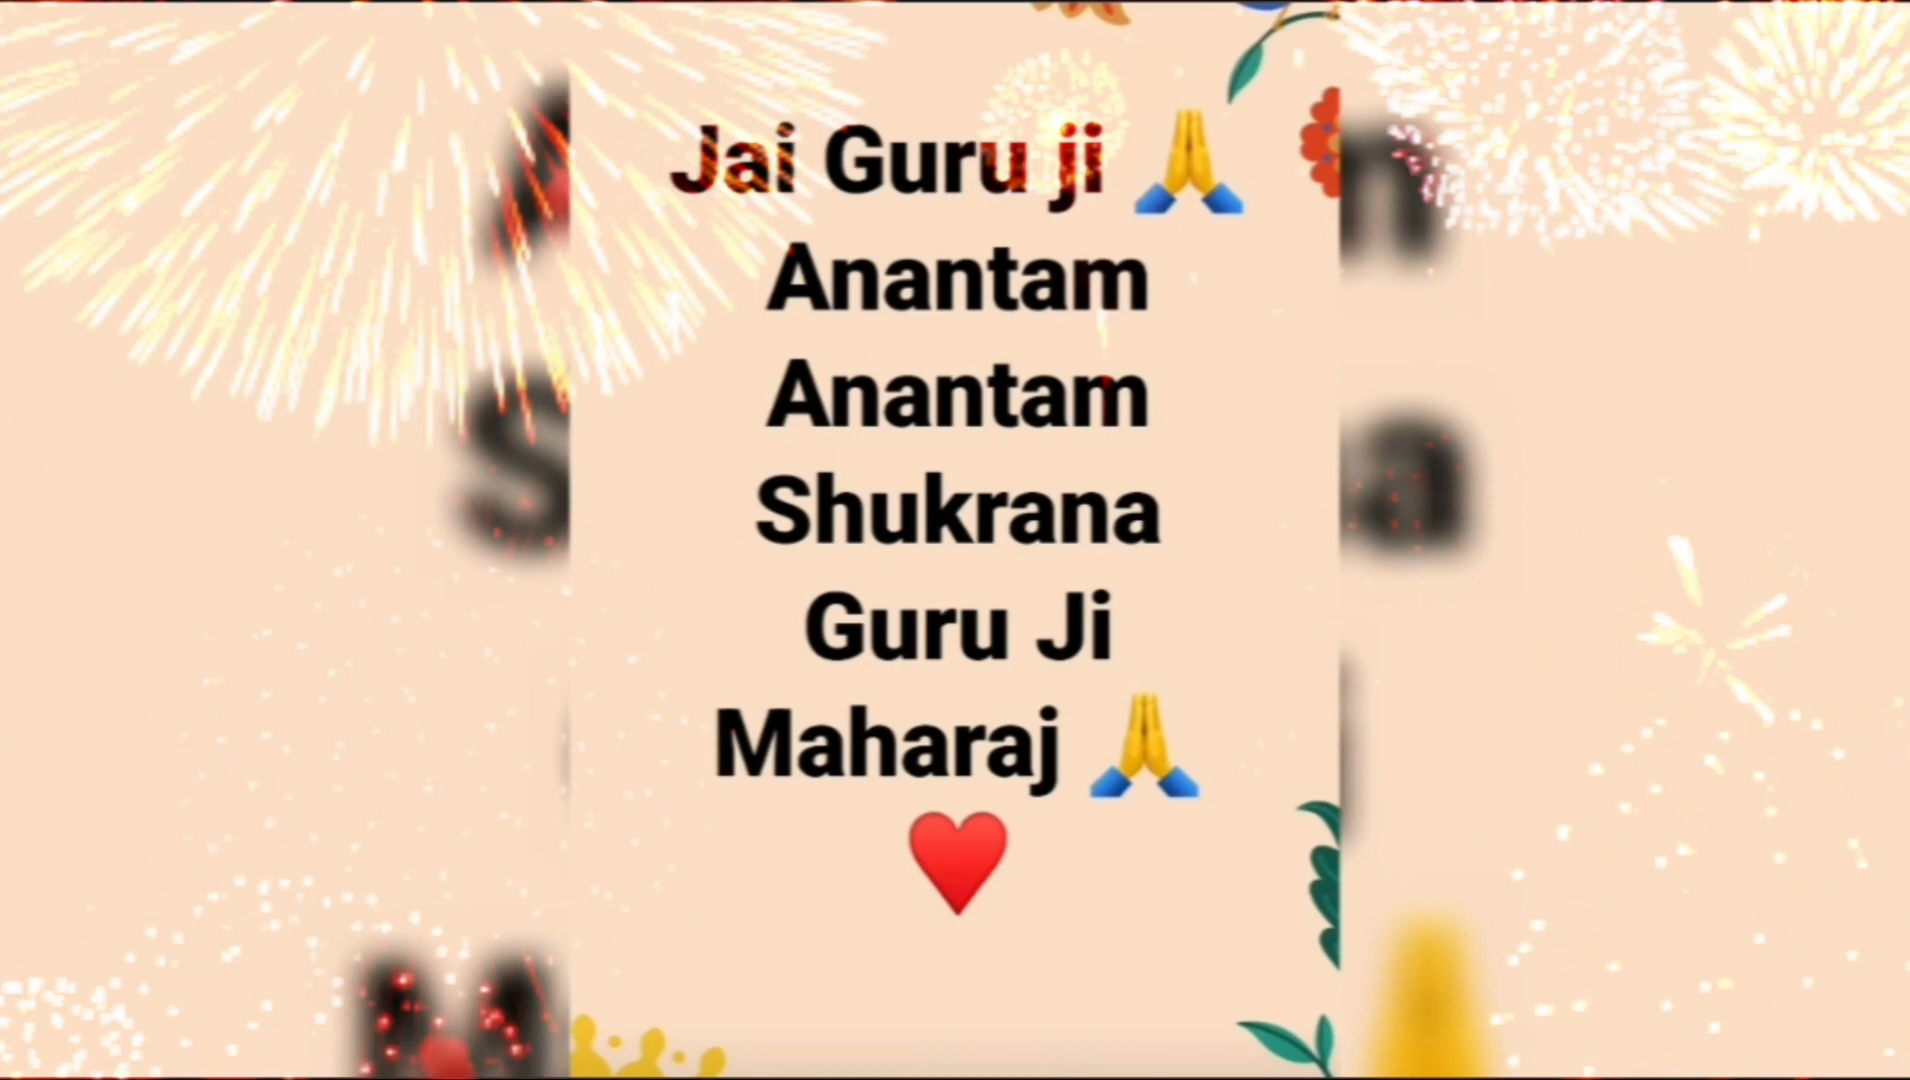 Jai Guru ji 🙏
Anantam
Anantam
Shukrana
Guru Ji
Maharaj 🙏
♥️